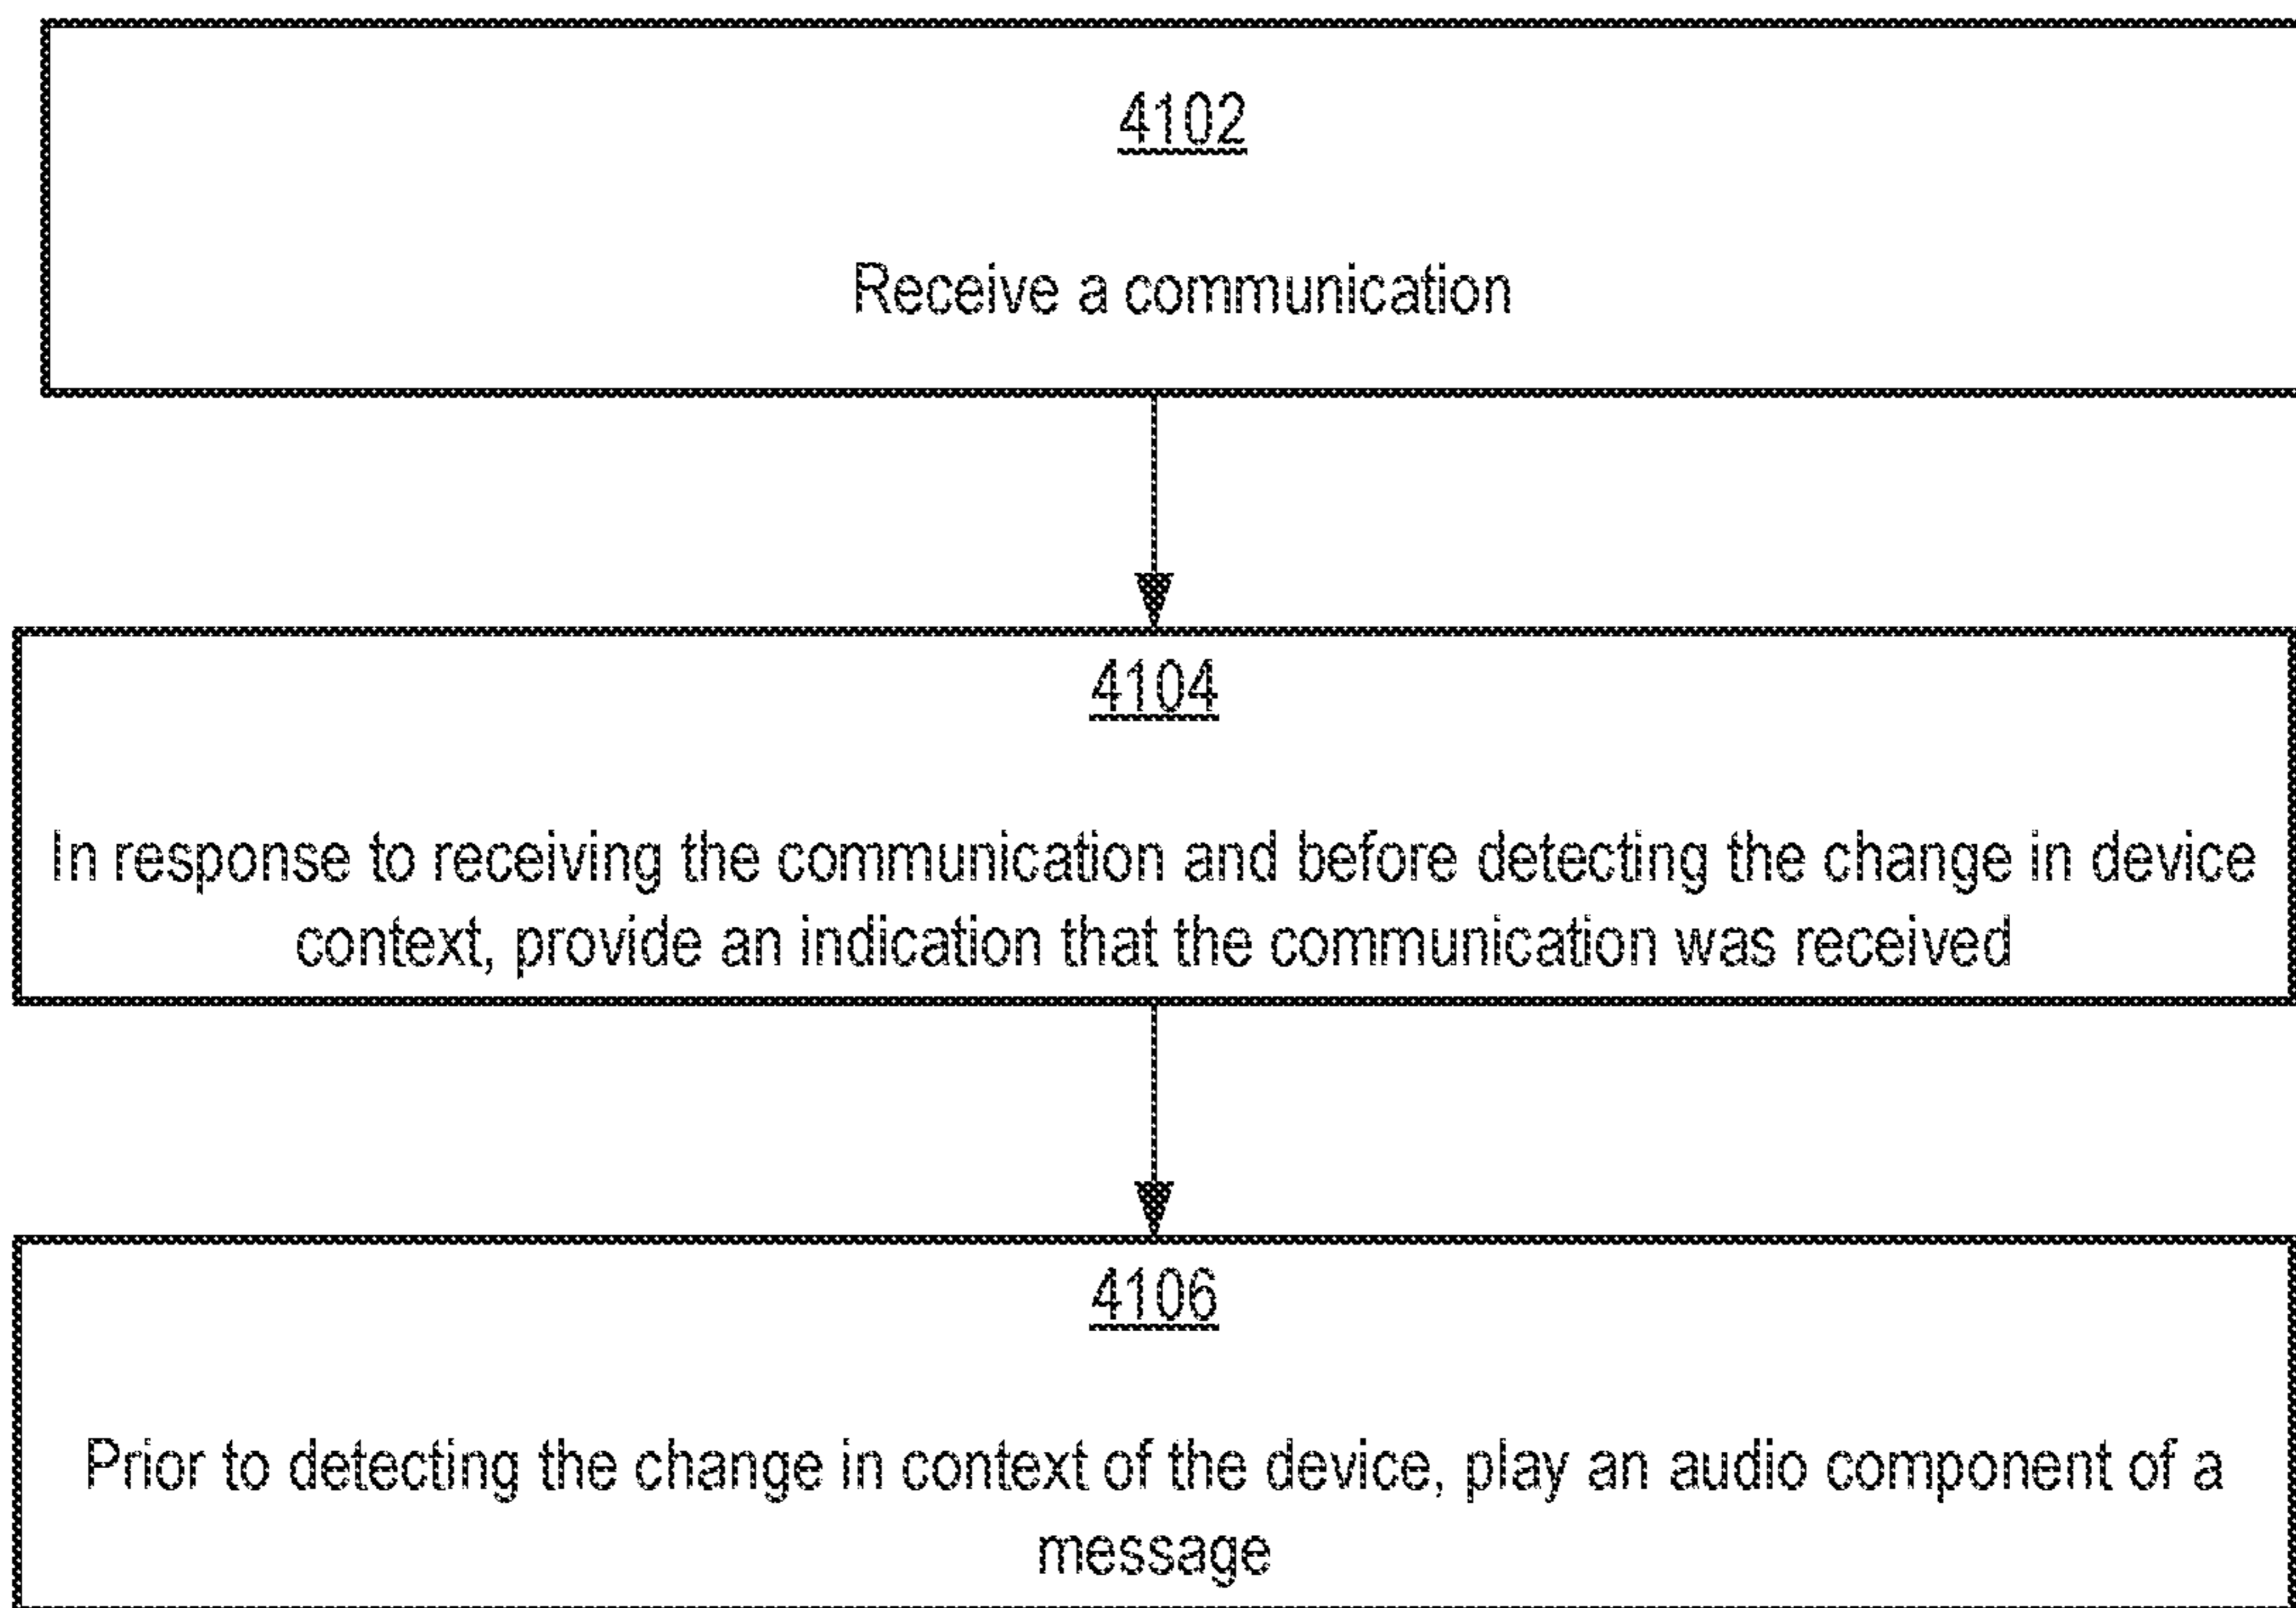 4102
Receive a communication
4104
In response to receiving the communication and before detecting the change in device
context, provide an indication that the communication was received
4106
Prior to detecting the change in context of the device, play an audio component of a
message